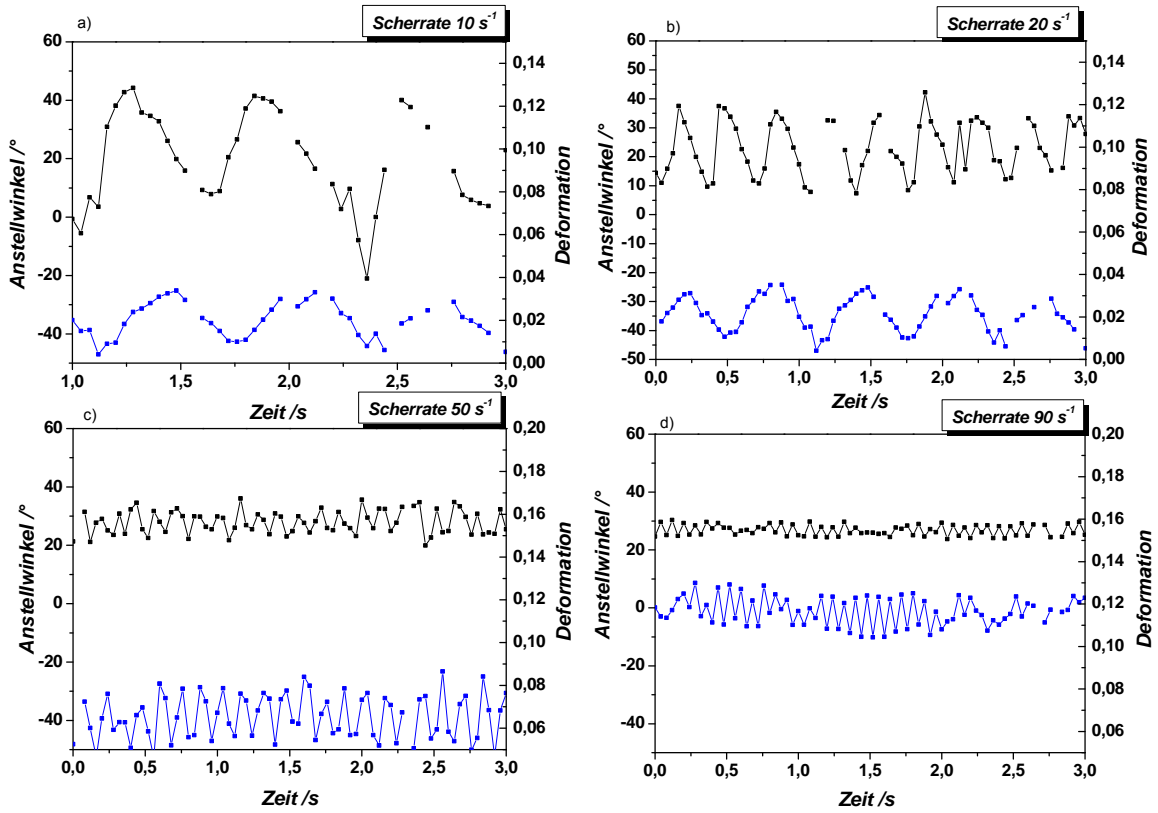 a)
Scherrate 10 s⁻¹
60
40
20
0
-20
-40
Anstellwinkel /°
0,14
0,12
0,10
0,08
0,06
0,04
0,02
0,00
Deformation
1,0 1,5 2,0 2,5 3,0
Zeit /s
b)
Scherrate 20 s⁻¹
60
50
40
30
20
10
0
-10
-20
-30
-40
-50
Anstellwinkel /°
0,14
0,12
0,10
0,08
0,06
0,04
0,02
0,00
Deformation
0,0 0,5 1,0 1,5 2,0 2,5 3,0
Zeit /s
c)
Scherrate 50 s⁻¹
60
40
20
0
-20
-40
Anstellwinkel /°
0,20
0,18
0,16
0,14
0,12
0,10
0,08
0,06
Deformation
0,0 0,5 1,0 1,5 2,0 2,5 3,0
Zeit /s
d)
Scherrate 90 s⁻¹
60
40
20
0
-20
-40
Anstellwinkel /°
0,20
0,18
0,16
0,14
0,12
0,10
0,08
0,06
Deformation
0,0 0,5 1,0 1,5 2,0 2,5 3,0
Zeit /s